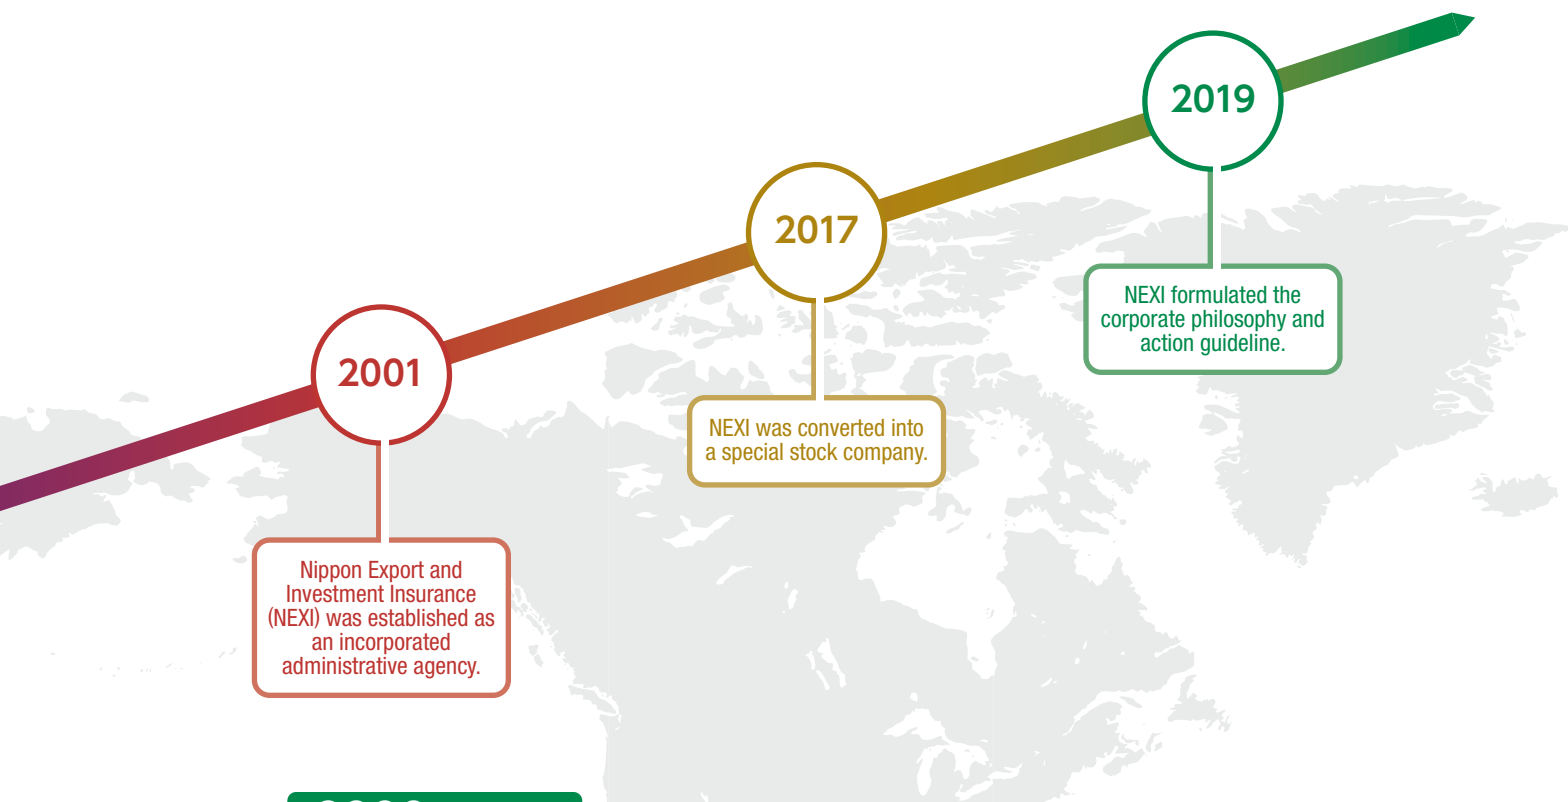 2001
Nippon Export and
Investment Insurance
(NEXI) was established as
an incorporated
administrative agency.
2017
NEXI was converted into
a special stock company.
2019
NEXI formulated the
corporate philosophy and
action guideline.